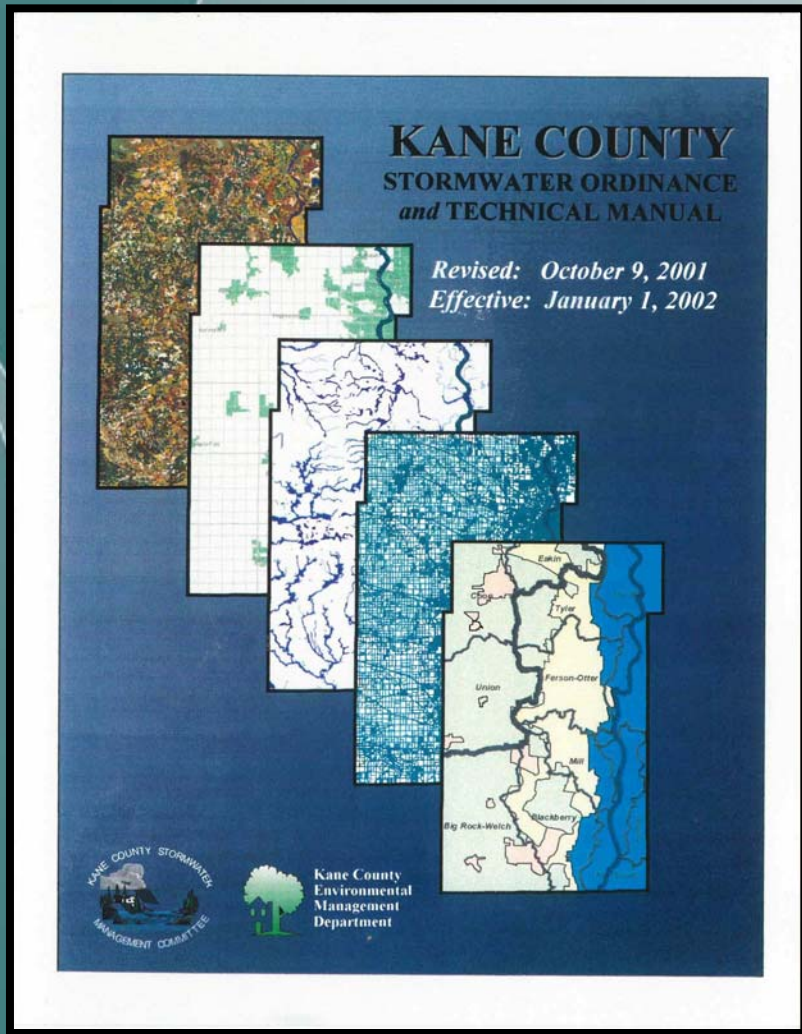 KANE COUNTY
STORMWATER ORDINANCE
and TECHNICAL MANUAL
Revised: October 9, 2001
Effective: January 1, 2002
Eakin
Coon
Tyler
Ferson-Otter
Union
Mill
Blackberry
Big Rock-Welch
KANE COUNTY STORMWATER
MANAGEMENT COMMITTEE
Kane County
Environmental
Management
Department